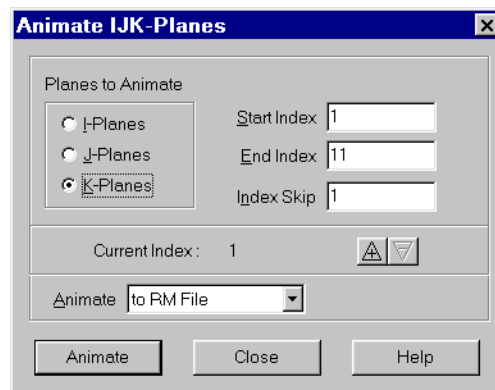 Animate IJK-Planes
Planes to Animate
I-Planes
J-Planes
K-Planes
Start Index 1
End Index 11
Index Skip 1
Current Index : 1
Animate to RM File
Animate Close Help